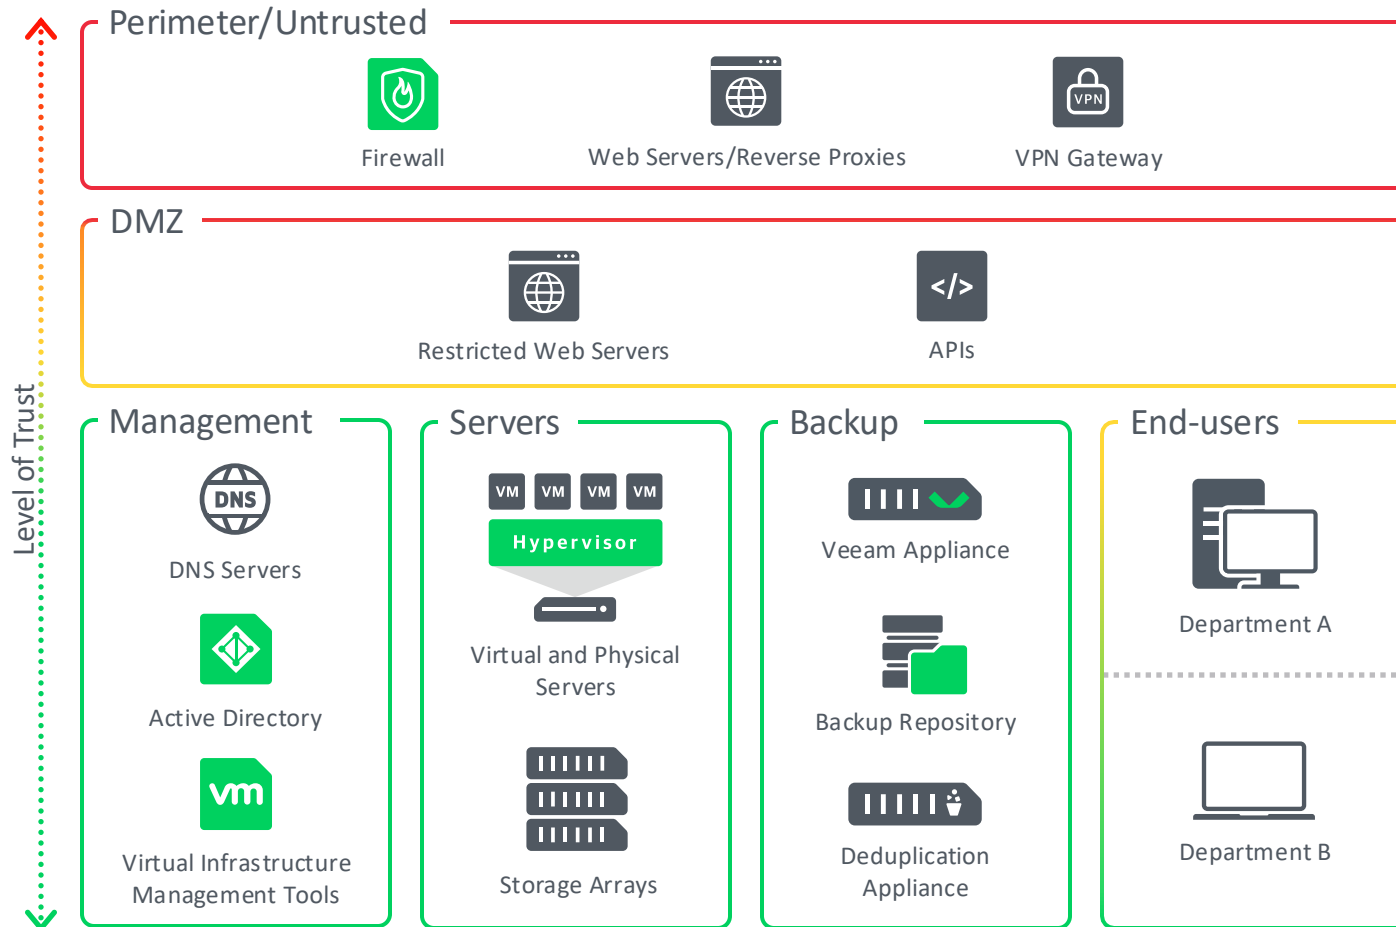 Perimeter/Untrusted
VPN
Firewall
Web Servers/Reverse Proxies
VPN Gateway
DMZ
</>
Restricted Web Servers
APIs
Level of Trust
Management
DNS
DNS Servers
Active Directory
vm
Virtual Infrastructure
Management Tools
Servers
VM VM VM VM
Hypervisor
Virtual and Physical
Servers
Storage Arrays
Backup
Veeam Appliance
Backup Repository
Deduplication
Appliance
End-users
Department A
Department B